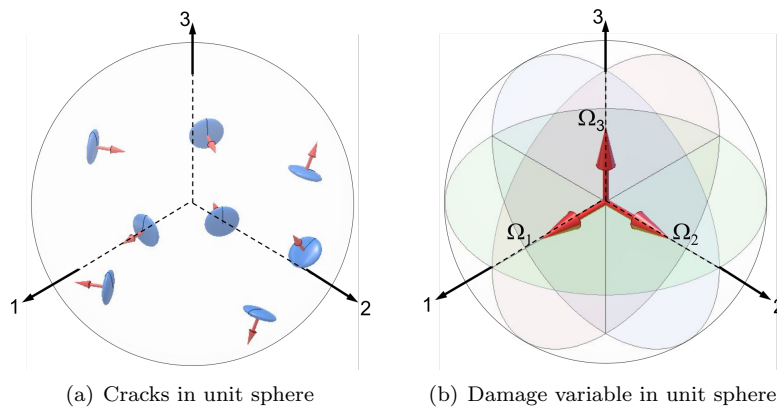 3
1
2
(a) Cracks in unit sphere
3
Ω3
Ω1
Ω2
1
2
(b) Damage variable in unit sphere